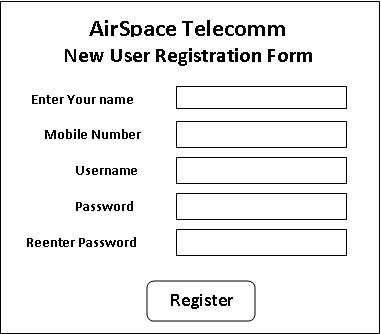 AirSpace Telecomm
New User Registration Form
Enter Your name
Mobile Number
Username
Password
Reenter Password
Register